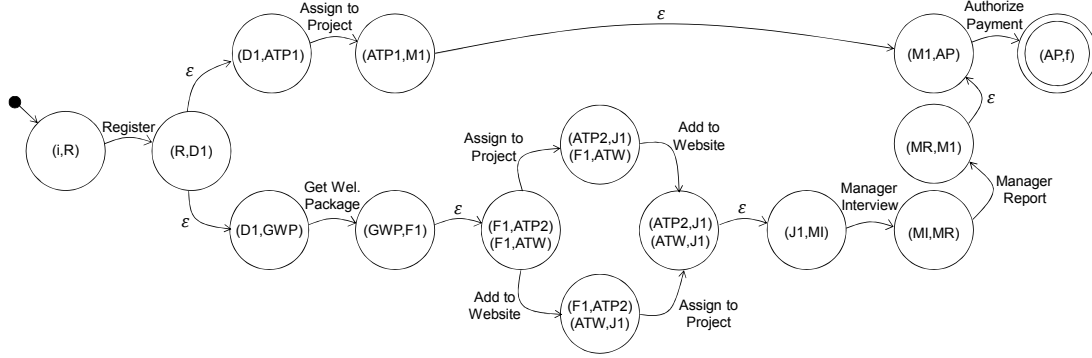 Assign to
Project
ε
Authorize
Payment
(D1,ATP1)
(ATP1,M1)
(M1,AP)
(AP,f)
ε
ε
Register
Assign to
Project
(ATP2,J1)
(F1,ATW)
Add to
Website
(MR,M1)
(i,R)
(R,D1)
Get Wel.
Package
Manager
Interview
Manager
Report
ε
ε
ε
(D1,GWP)
(GWP,F1)
(F1,ATP2)
(F1,ATW)
(ATP2,J1)
(ATW,J1)
(J1,MI)
(MI,MR)
Add to
Website
(F1,ATP2)
(ATW,J1)
Assign to
Project